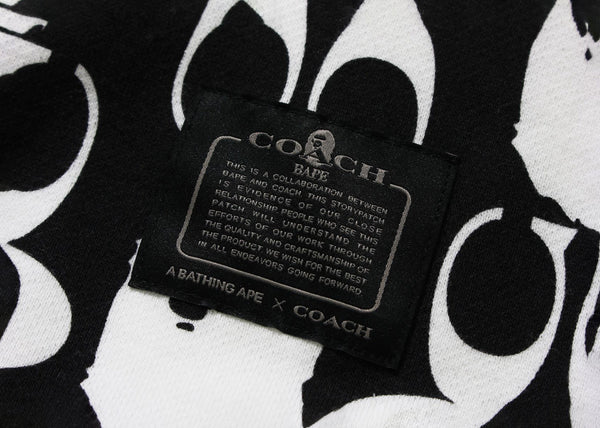 COACH
BAPE
THIS IS A COLLABORATION BETWEEN
BAPE AND COACH, THIS STORYPATCH
IS EVIDENCE OF OUR CLOSE
RELATIONSHIP PEOPLE WHO SEE THIS
PATCH, WILL UNDERSTAND THE
EFFORTS OF OUR WORK THROUGH
THE QUALITY AND CRAFTSMANSHIP OF
THE PRODUCT WE WISH FOR THE BEST
IN ALL ENDEAVORS GOING FORWARD.
A BATHING APE × COACH